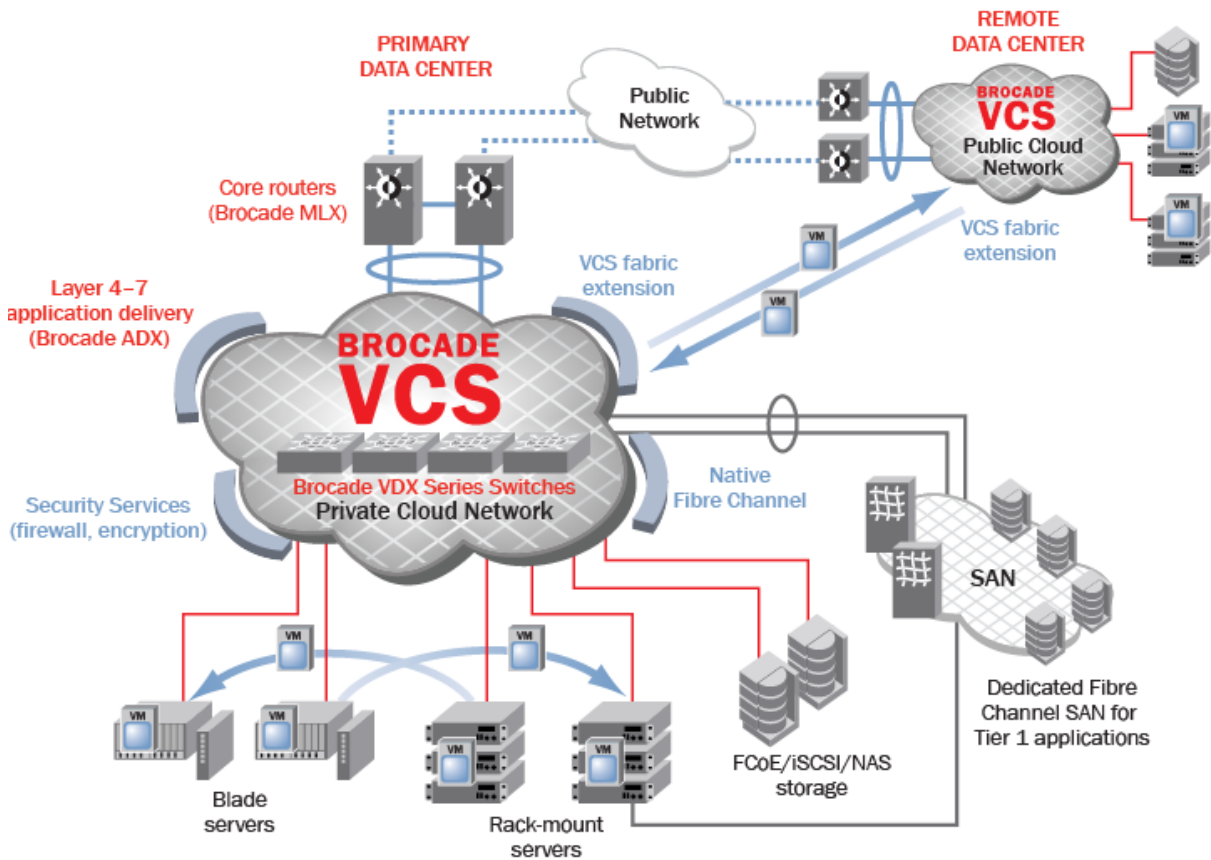 PRIMARY
DATA CENTER
REMOTE
DATA CENTER
Public
Network
BROCADE
VCS
Public Cloud
Network
VM
VM
Core routers
(Brocade MLX)
VCS fabric
extension
VM
VM
VCS fabric
extension
Layer 4–7
application delivery
(Brocade ADX)
BROCADE
VCS
Brocade VDX Series Switches
Private Cloud Network
Security Services
(firewall, encryption)
Native
Fibre Channel
SAN
VM
VM
VM
VM
VM
VM
Blade
servers
Rack-mount
servers
FCoE/iSCSI/NAS
storage
Dedicated Fibre
Channel SAN for
Tier 1 applications